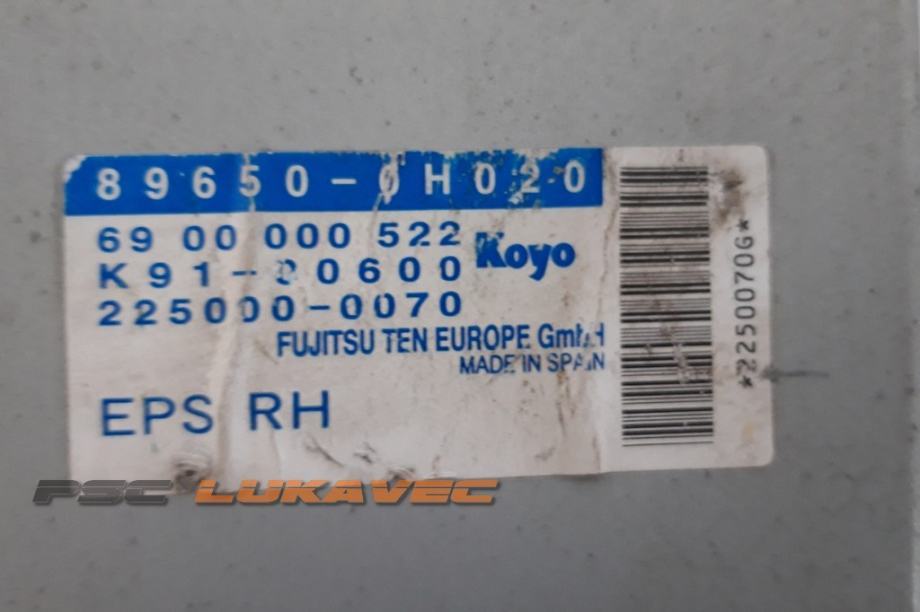 89650-0H020
69 00 000 522
Koyo
K91-00600
225000-0070
FUJITSU TEN EUROPE GmbH
MADE IN SPAIN
EPS RH
*2250070G*
PSC LUKAVEC